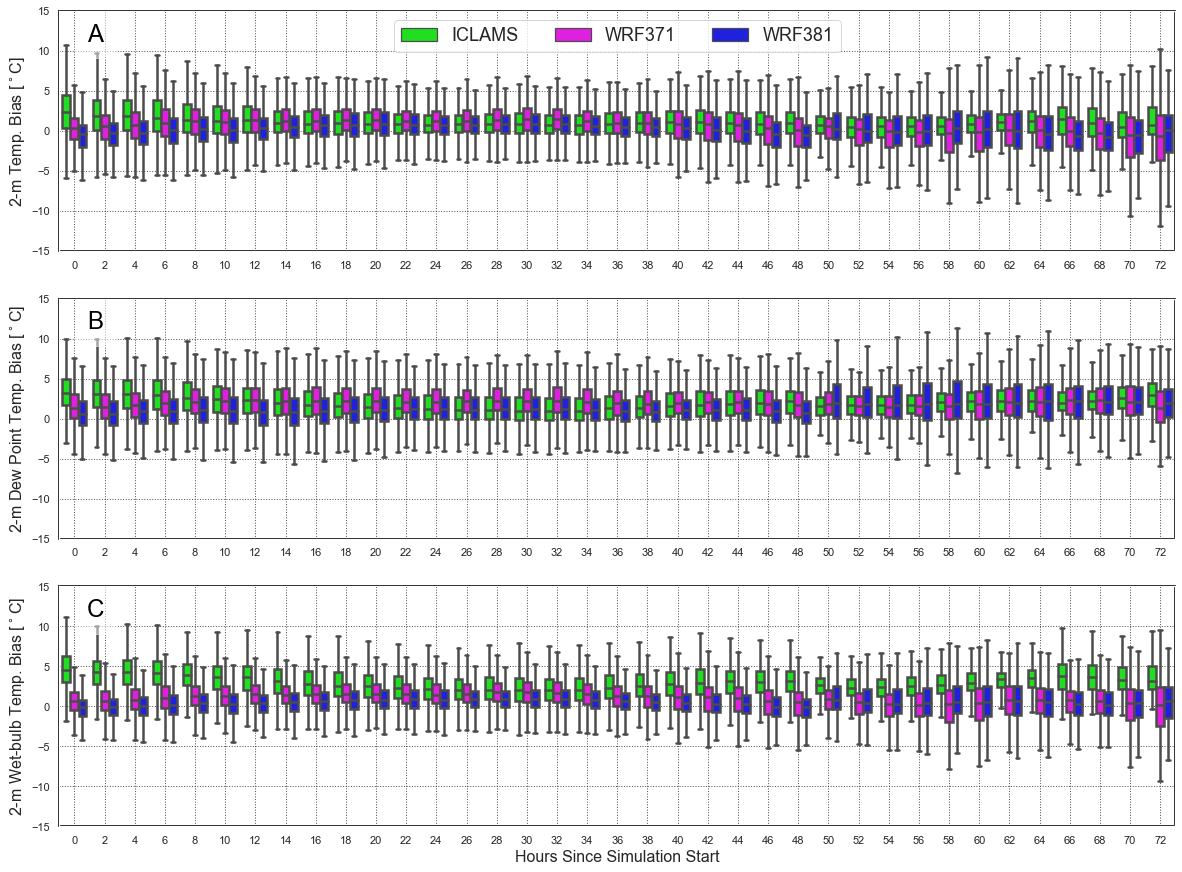 A
ICLAMS WRF371 WRF381
2-m Temp. Bias [ ° C]
15
10
5
0
−5
−10
−15
0 2 4 6 8 10 12 14 16 18 20 22 24 26 28 30 32 34 36 38 40 42 44 46 48 50 52 54 56 58 60 62 64 66 68 70 72
B
2-m Dew Point Temp. Bias [ ° C]
15
10
5
0
−5
−10
−15
0 2 4 6 8 10 12 14 16 18 20 22 24 26 28 30 32 34 36 38 40 42 44 46 48 50 52 54 56 58 60 62 64 66 68 70 72
C
2-m Wet-bulb Temp. Bias [ ° C]
15
10
5
0
−5
−10
−15
0 2 4 6 8 10 12 14 16 18 20 22 24 26 28 30 32 34 36 38 40 42 44 46 48 50 52 54 56 58 60 62 64 66 68 70 72
Hours Since Simulation Start